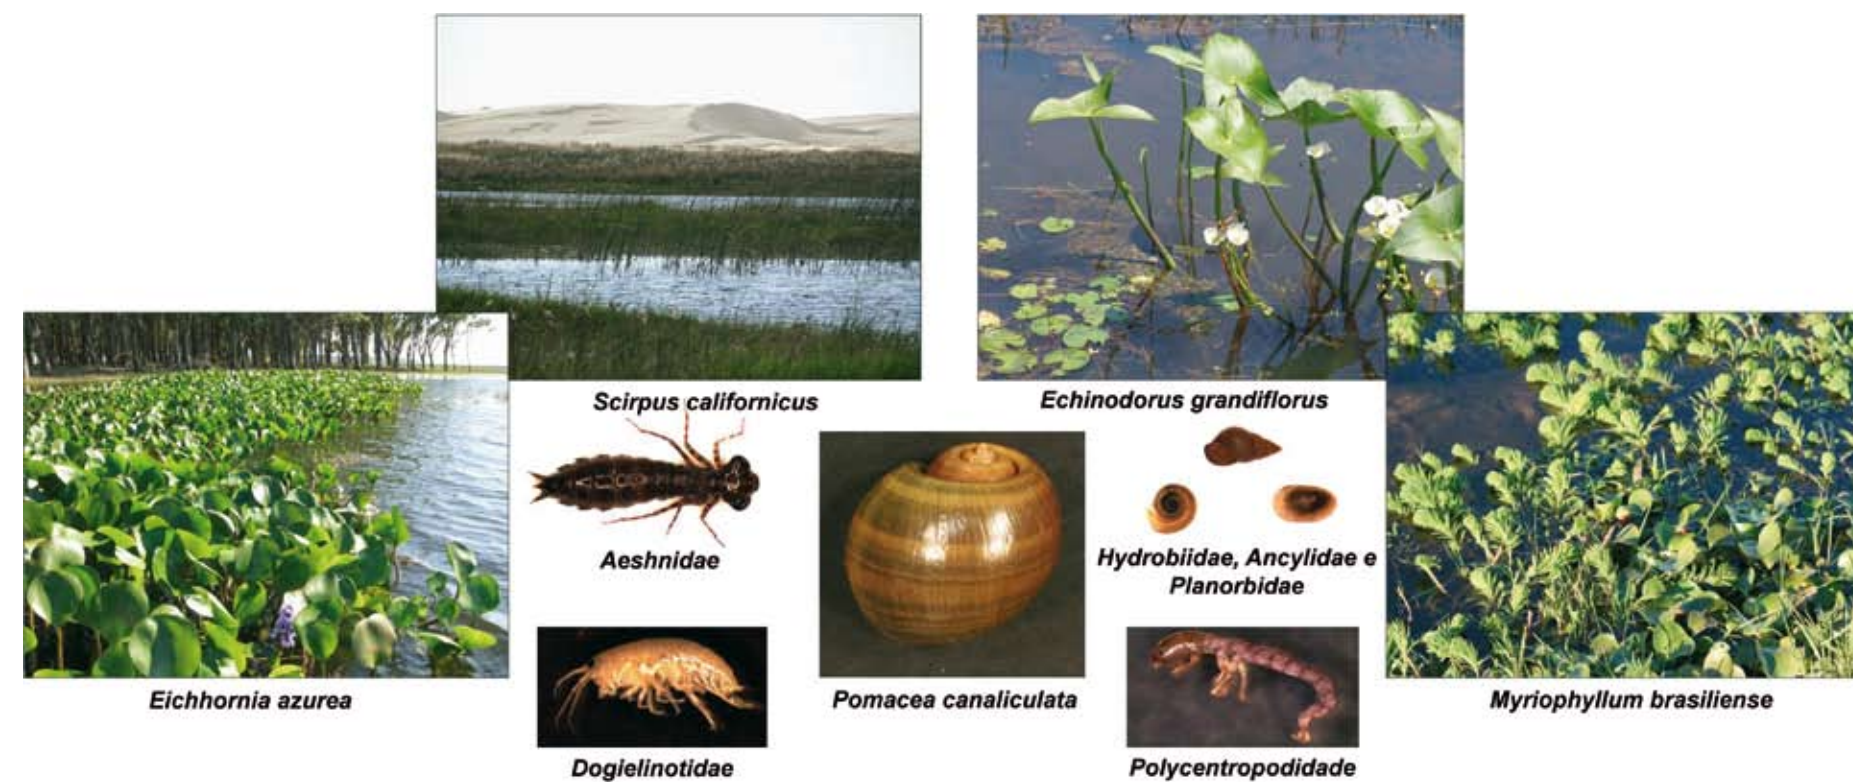 Scirpus californicus
Echinodorus grandiflorus
Aeshnidae
Hydrobiidae, Ancylidae e
Planorbidae
Eichhornia azurea
Pomacea canaliculata
Myriophyllum brasiliense
Dogielinotidae
Polycentropodidade